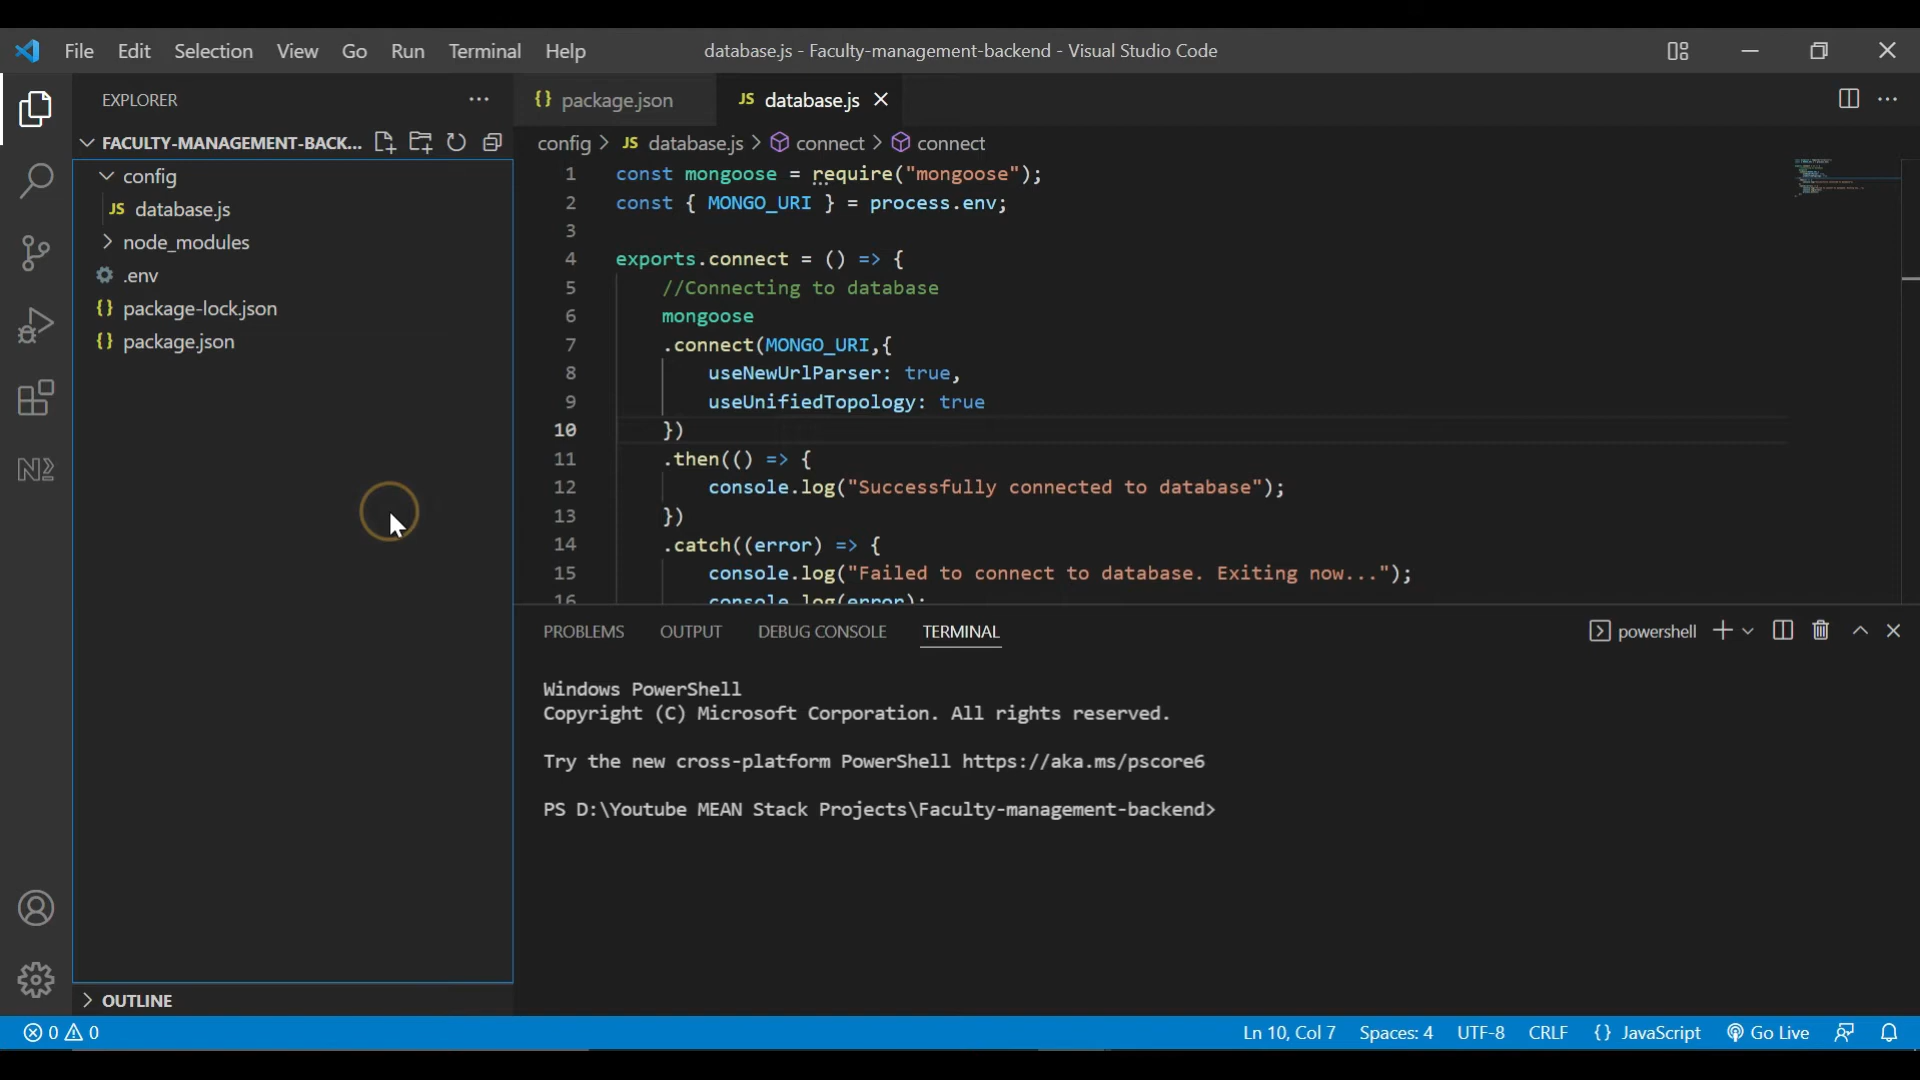 File Edit Selection View Go Run Terminal Help
database.js - Faculty-management-backend - Visual Studio Code
EXPLORER
FACULTY-MANAGEMENT-BACK...
config
JS database.js
node_modules
.env
{} package-lock.json
{} package.json
OUTLINE
{} package.json
JS database.js
config > JS database.js > connect > connect
1 const mongoose = require("mongoose");
2 const { MONGO_URI } = process.env;
3
4 exports.connect = () => {
5 //Connecting to database
6 mongoose
7 .connect(MONGO_URI,{
8 useNewUrlParser: true,
9 useUnifiedTopology: true
10 })
11 .then(() => {
12 console.log("Successfully connected to database");
13 })
14 .catch((error) => {
15 console.log("Failed to connect to database. Exiting now...");
16 console.log(error);
PROBLEMS OUTPUT DEBUG CONSOLE TERMINAL
powershell
Windows PowerShell
Copyright (C) Microsoft Corporation. All rights reserved.
Try the new cross-platform PowerShell https://aka.ms/pscore6
PS D:\Youtube MEAN Stack Projects\Faculty-management-backend>
0 0
Ln 10, Col 7 Spaces: 4 UTF-8 CRLF {} JavaScript Go Live